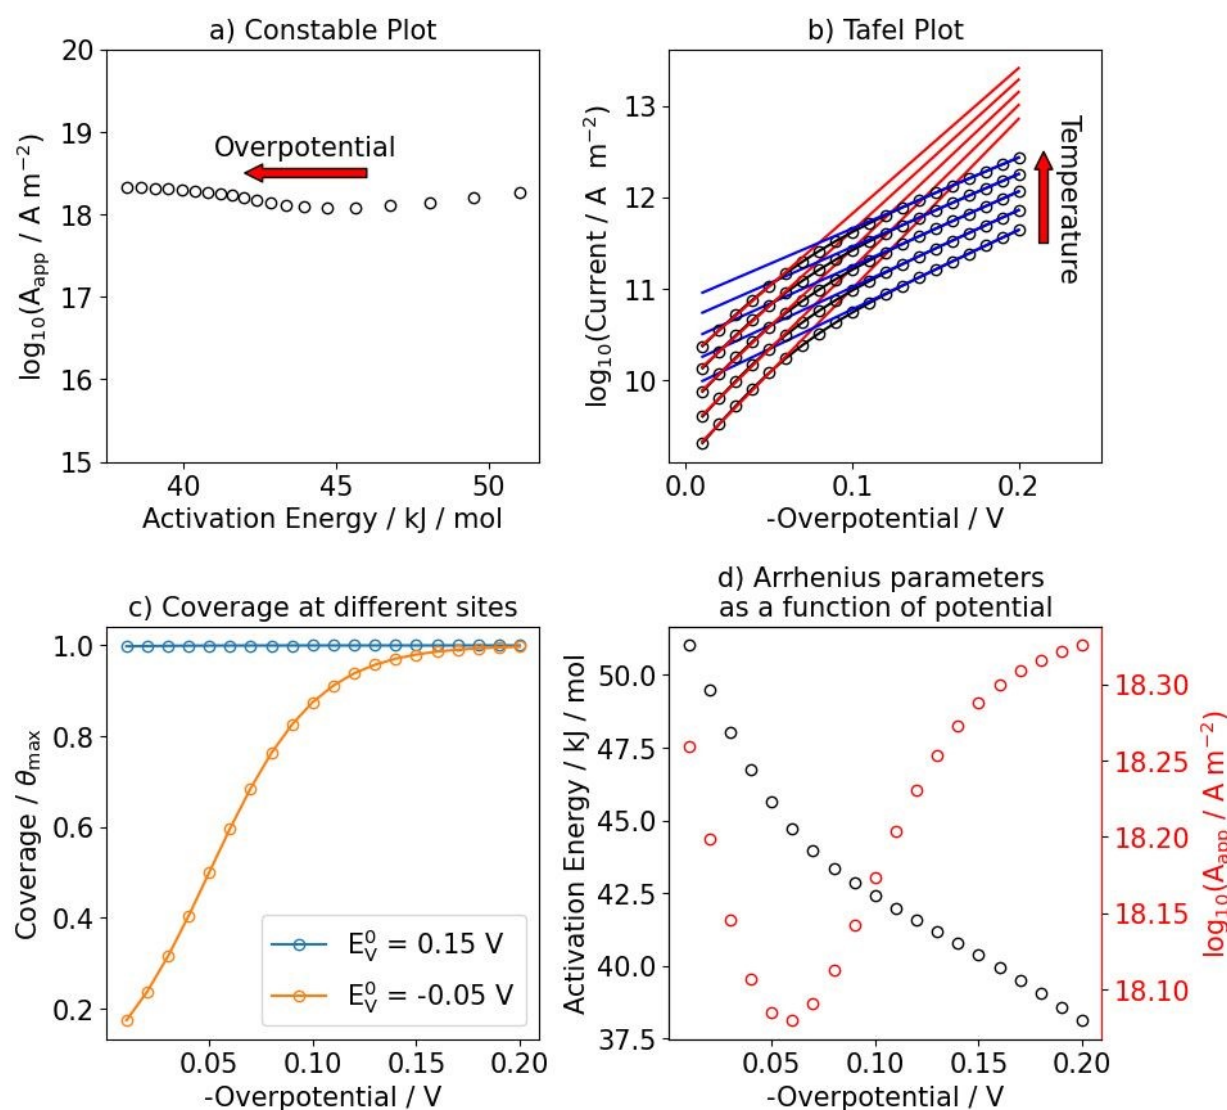 a) Constable Plot
log₁₀(A_app / A m⁻²)
20
19
18
17
16
15
Overpotential
40
45
50
Activation Energy / kJ / mol
b) Tafel Plot
log₁₀(Current / A  m⁻²)
13
12
11
10
Temperature
0.0
0.1
0.2
-Overpotential / V
c) Coverage at different sites
Coverage / θ_max
1.0
0.8
0.6
0.4
0.2
E⁰_V = 0.15 V
E⁰_V = -0.05 V
0.05
0.10
0.15
0.20
-Overpotential / V
d) Arrhenius parameters
as a function of potential
Activation Energy / kJ / mol
50.0
47.5
45.0
42.5
40.0
37.5
18.30
18.25
18.20
18.15
18.10
log₁₀(A_app / A m⁻²)
0.05
0.10
0.15
0.20
-Overpotential / V